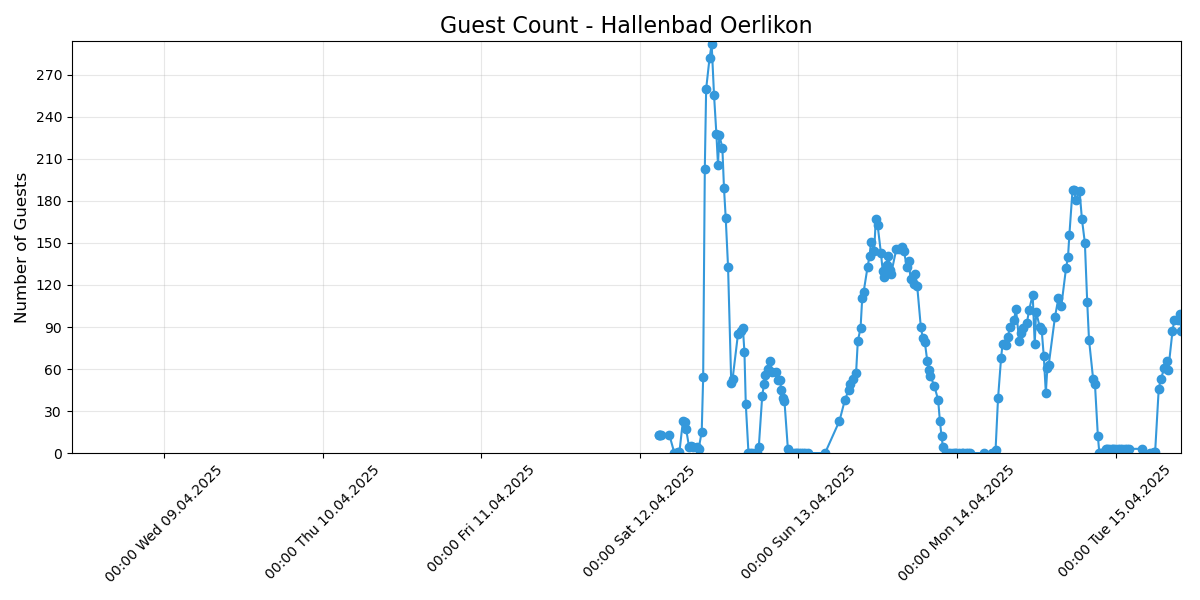 Guest Count - Hallenbad Oerlikon
Number of Guests
270
240
210
180
150
120
90
60
30
0
00:00 Wed 09.04.2025
00:00 Thu 10.04.2025
00:00 Fri 11.04.2025
00:00 Sat 12.04.2025
00:00 Sun 13.04.2025
00:00 Mon 14.04.2025
00:00 Tue 15.04.2025